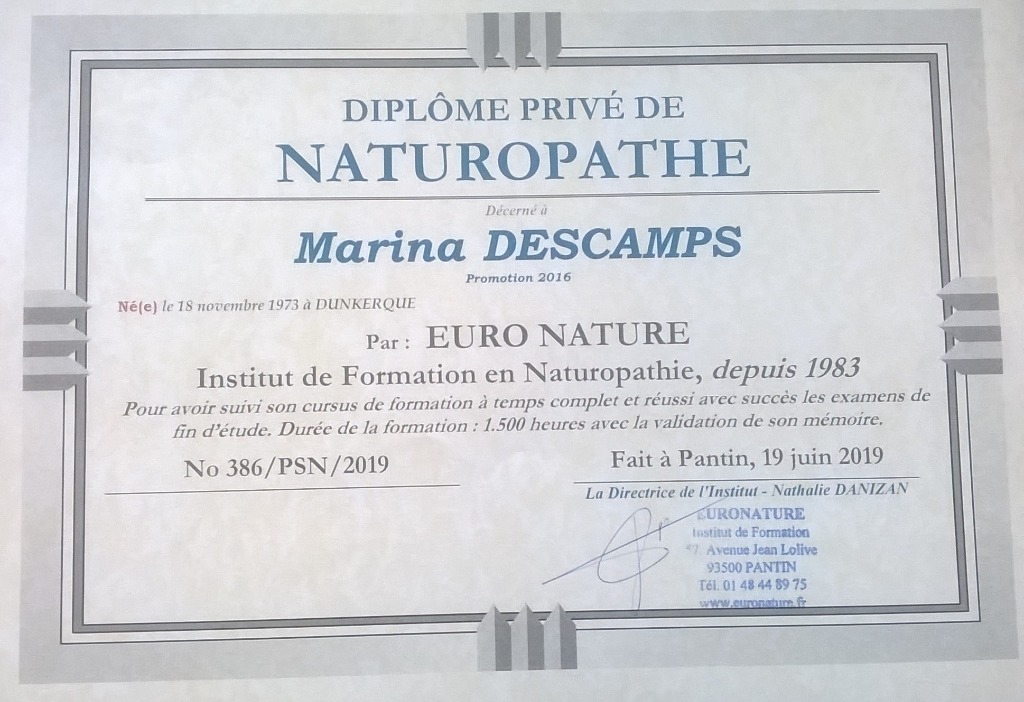 DIPLÔME PRIVÉ DE
NATUROPATHE
Décerné à
Marina DESCAMPS
Promotion 2016
Né(e) le 18 novembre 1973 à DUNKERQUE
Par : EURO NATURE
Institut de Formation en Naturopathie, depuis 1983
Pour avoir suivi son cursus de formation à temps complet et réussi avec succès les examens de
fin d'étude. Durée de la formation : 1.500 heures avec la validation de son mémoire.
No 386/PSN/2019
Fait à Pantin, 19 juin 2019
La Directrice de l'Institut - Nathalie DANIZAN
EURONATURE
Institut de Formation
Avenue Jean Lolive
93500 PANTIN
Tél. 01 48 44 89 75
www.euronature.fr